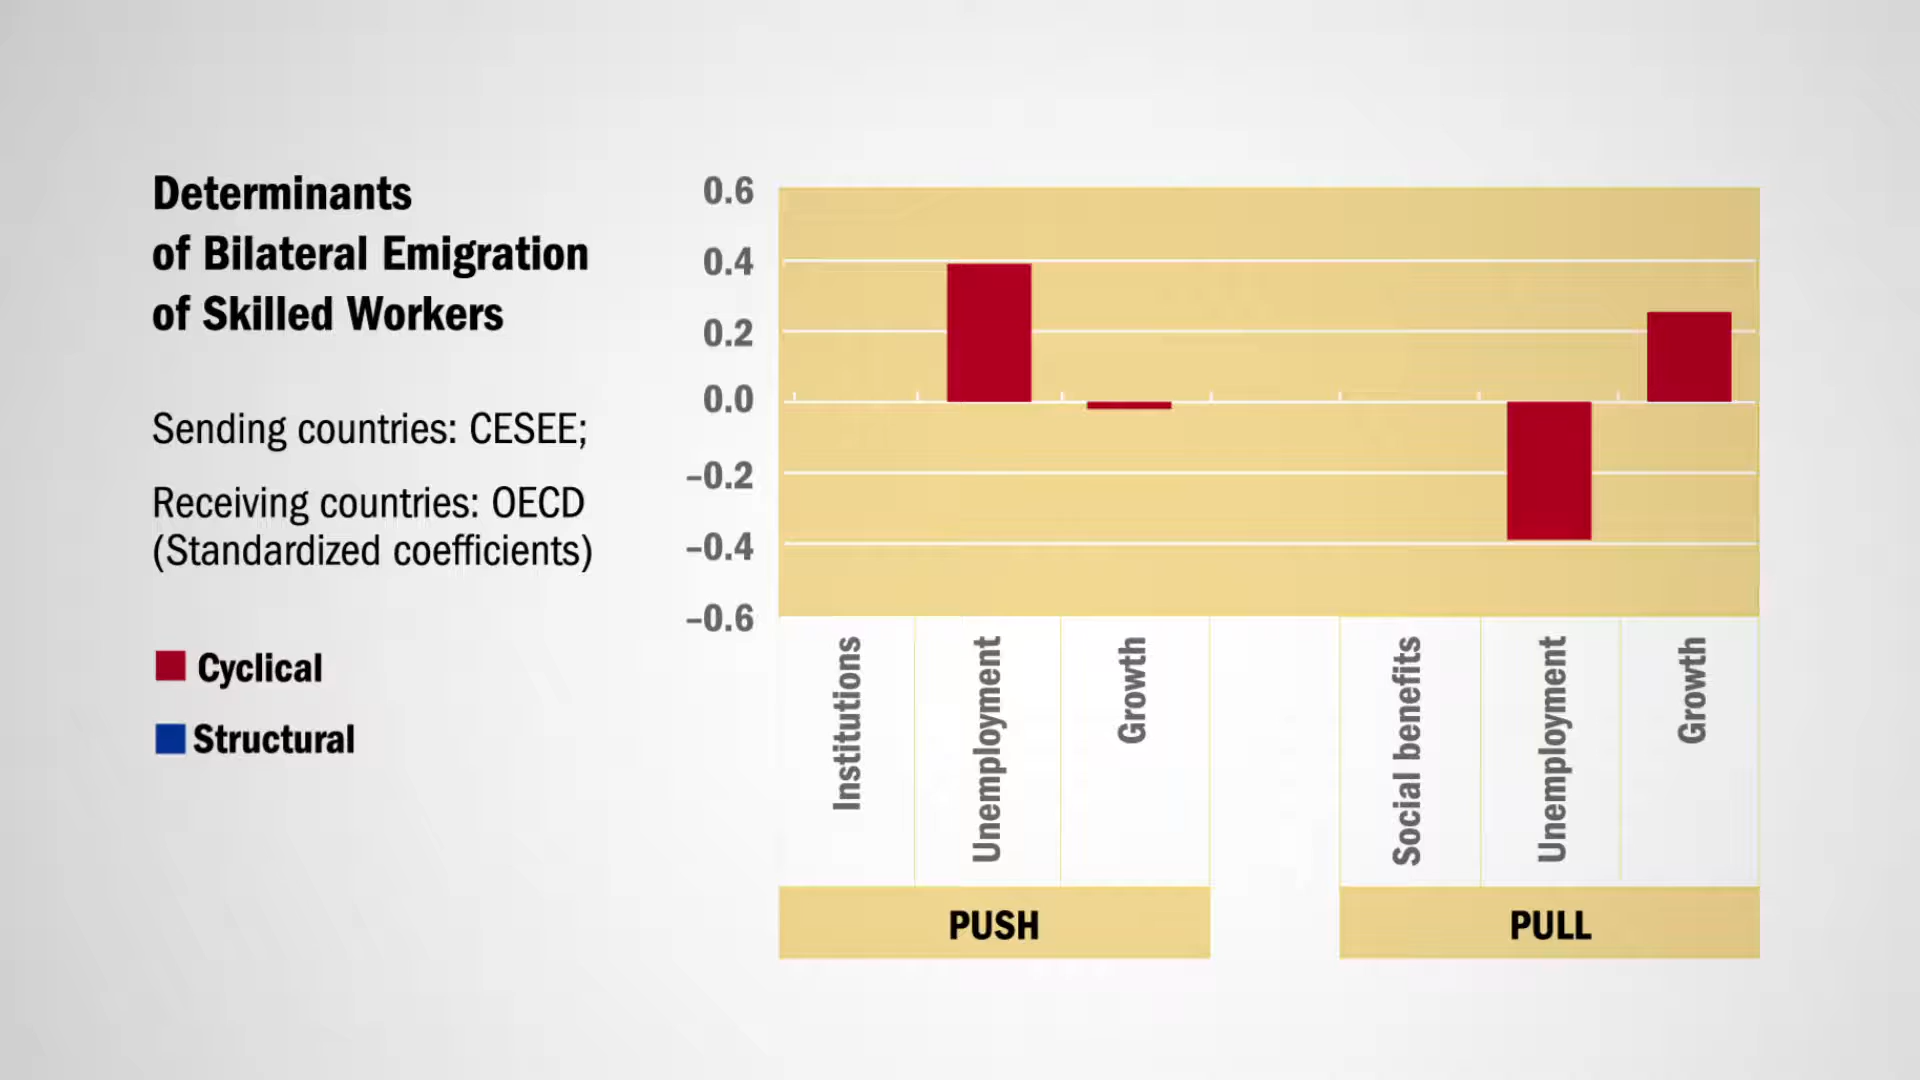 Determinants
of Bilateral Emigration
of Skilled Workers
Sending countries: CESEE;
Receiving countries: OECD
(Standardized coefficients)
Cyclical
Structural
0.6
0.4
0.2
0.0
–0.2
–0.4
–0.6
Institutions
Unemployment
Growth
Social benefits
Unemployment
Growth
PUSH
PULL